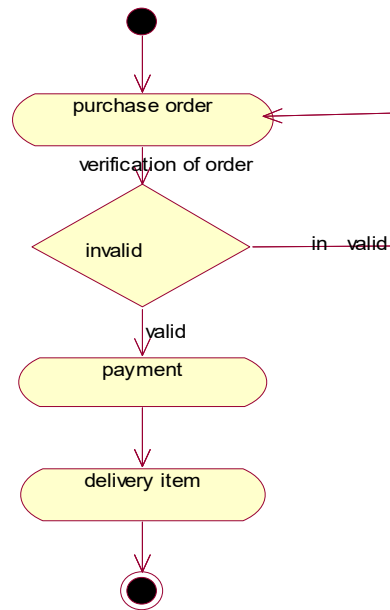 purchase order
verification of order
invalid
in valid
valid
payment
delivery item